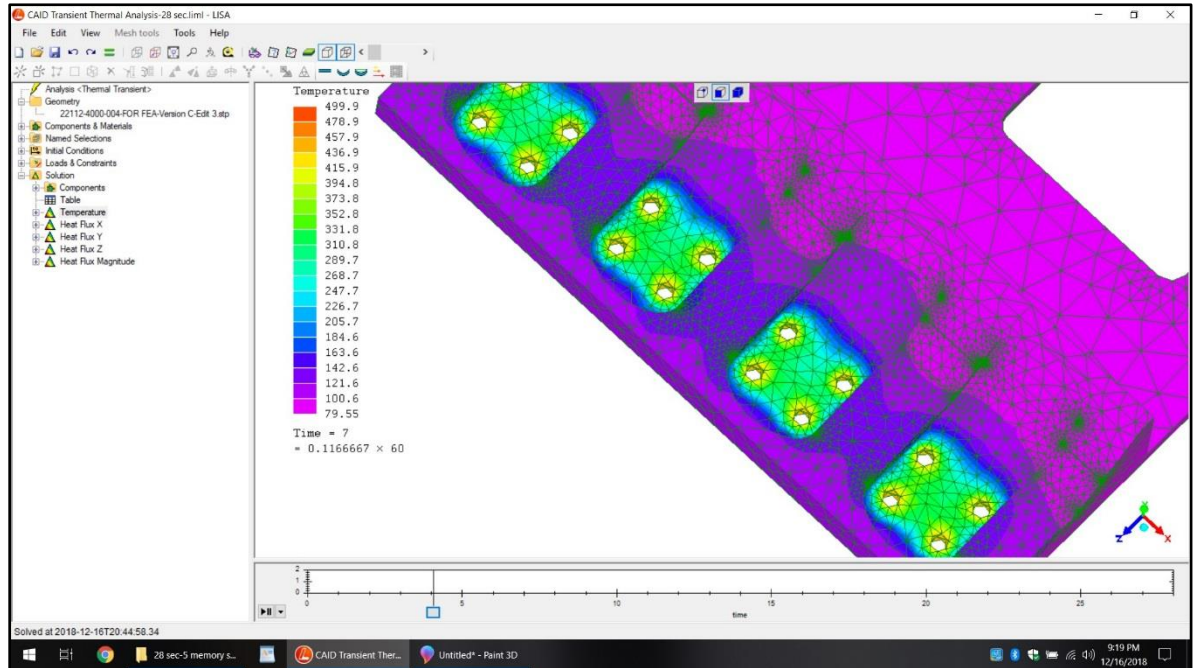 CAID Transient Thermal Analysis-28 sec.liml - LISA
File Edit View Mesh tools Tools Help
Analysis <Thermal Transient>
Geometry
22112-4000-004-FOR FEA-Version C-Edit 3.stp
Components & Materials
Named Selections
Initial Conditions
Loads & Constraints
Solution
Components
Table
Temperature
Heat Flux X
Heat Flux Y
Heat Flux Z
Heat Flux Magnitude
Temperature
499.9
478.9
457.9
436.9
415.9
394.8
373.8
352.8
331.8
310.8
289.7
268.7
247.7
226.7
205.7
184.6
163.6
142.6
121.6
100.6
79.55
Time = 7
= 0.1166667 × 60
Y
Z
X
2
1
0
0 5 10 15 20 25
time
Solved at 2018-12-16T20:44:58.34
28 sec-5 memory s...
CAID Transient Ther...
Untitled* - Paint 3D
9:19 PM
12/16/2018